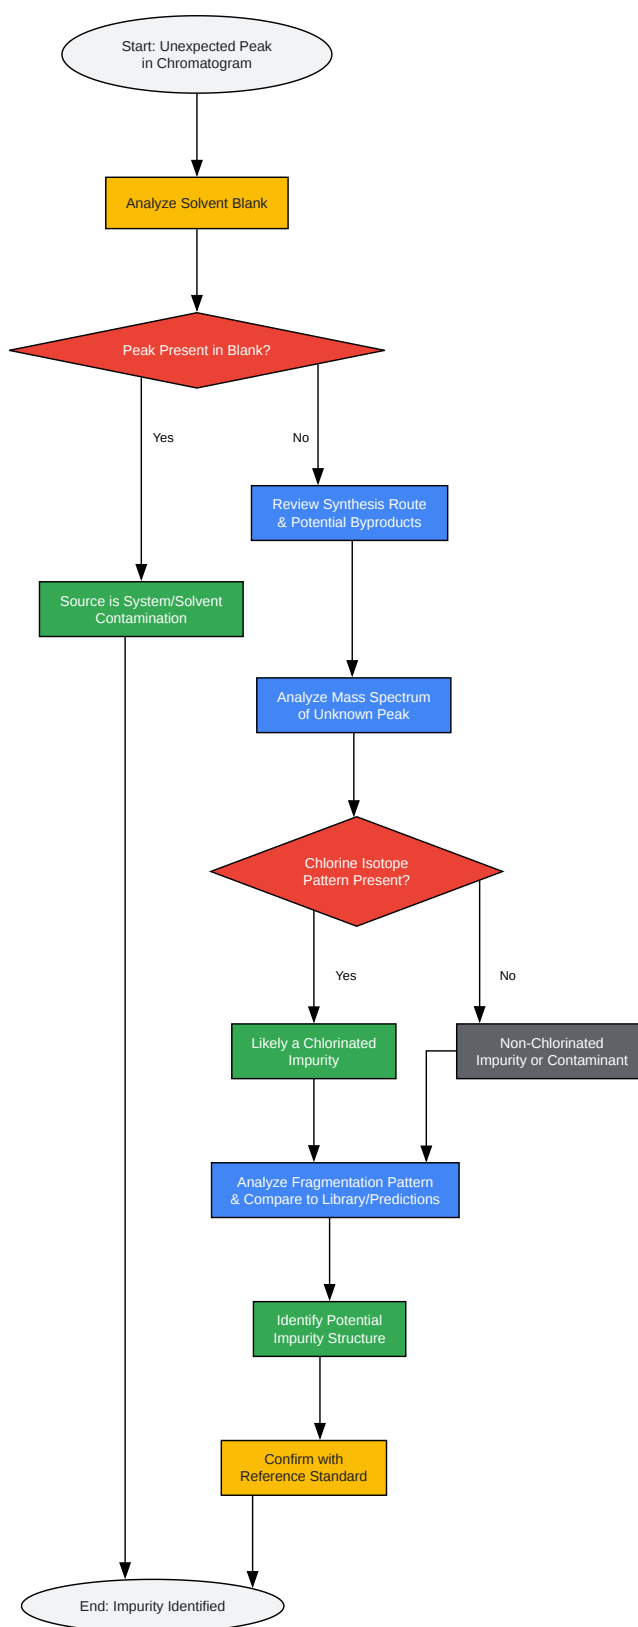 Start: Unexpected Peak
in Chromatogram
Analyze Solvent Blank
Peak Present in Blank?
Yes
No
Review Synthesis Route
& Potential Byproducts
Source is System/Solvent
Contamination
Analyze Mass Spectrum
of Unknown Peak
Chlorine Isotope
Pattern Present?
Yes
No
Likely a Chlorinated
Impurity
Non-Chlorinated
Impurity or Contaminant
Analyze Fragmentation Pattern
& Compare to Library/Predictions
Identify Potential
Impurity Structure
Confirm with
Reference Standard
End: Impurity Identified